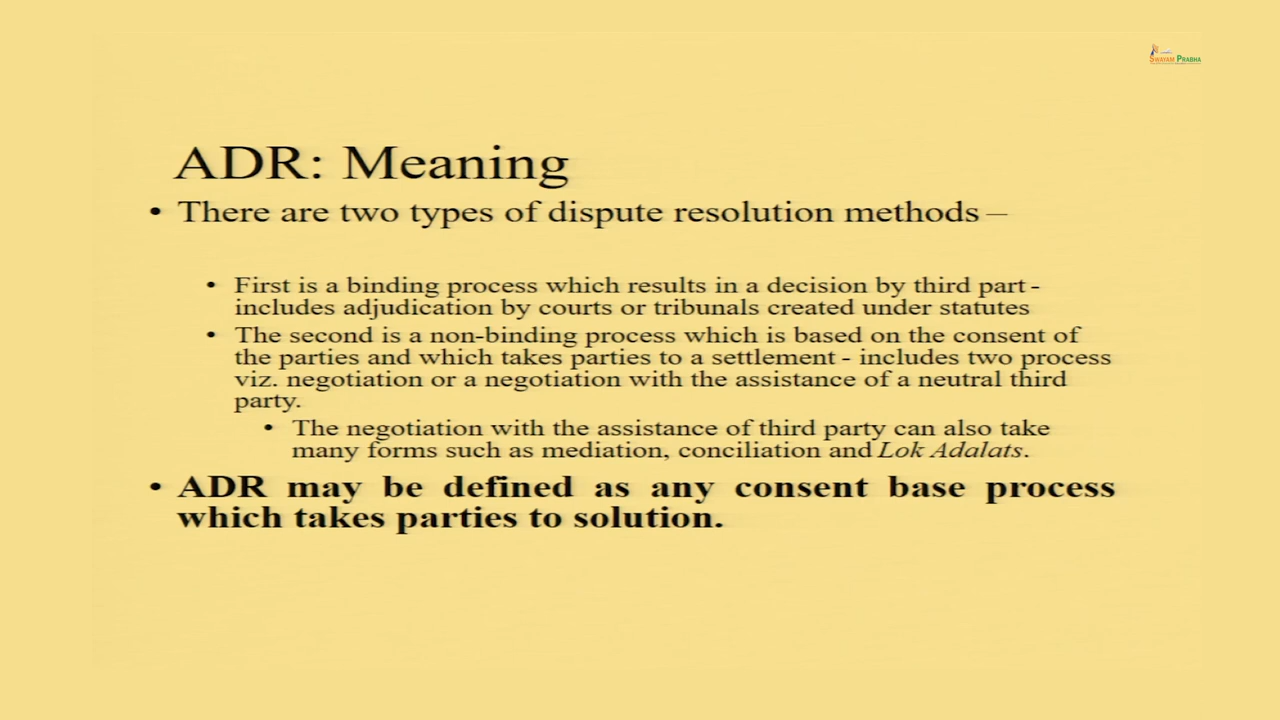 SWAYAM PRABHA
ADR: Meaning
• There are two types of dispute resolution methods –
• First is a binding process which results in a decision by third part -
includes adjudication by courts or tribunals created under statutes
• The second is a non-binding process which is based on the consent of
the parties and which takes parties to a settlement - includes two process
viz. negotiation or a negotiation with the assistance of a neutral third
party.
• The negotiation with the assistance of third party can also take
many forms such as mediation, conciliation and Lok Adalats.
• ADR may be defined as any consent base process
which takes parties to solution.